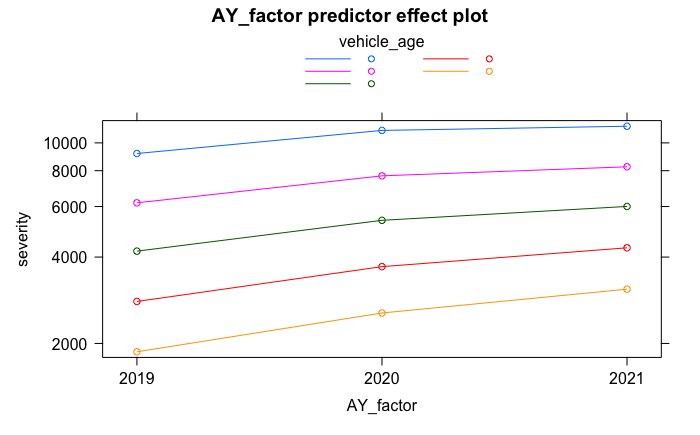 AY_factor predictor effect plot
vehicle_age
10000
8000
6000
4000
2000
severity
2019 2020 2021
AY_factor